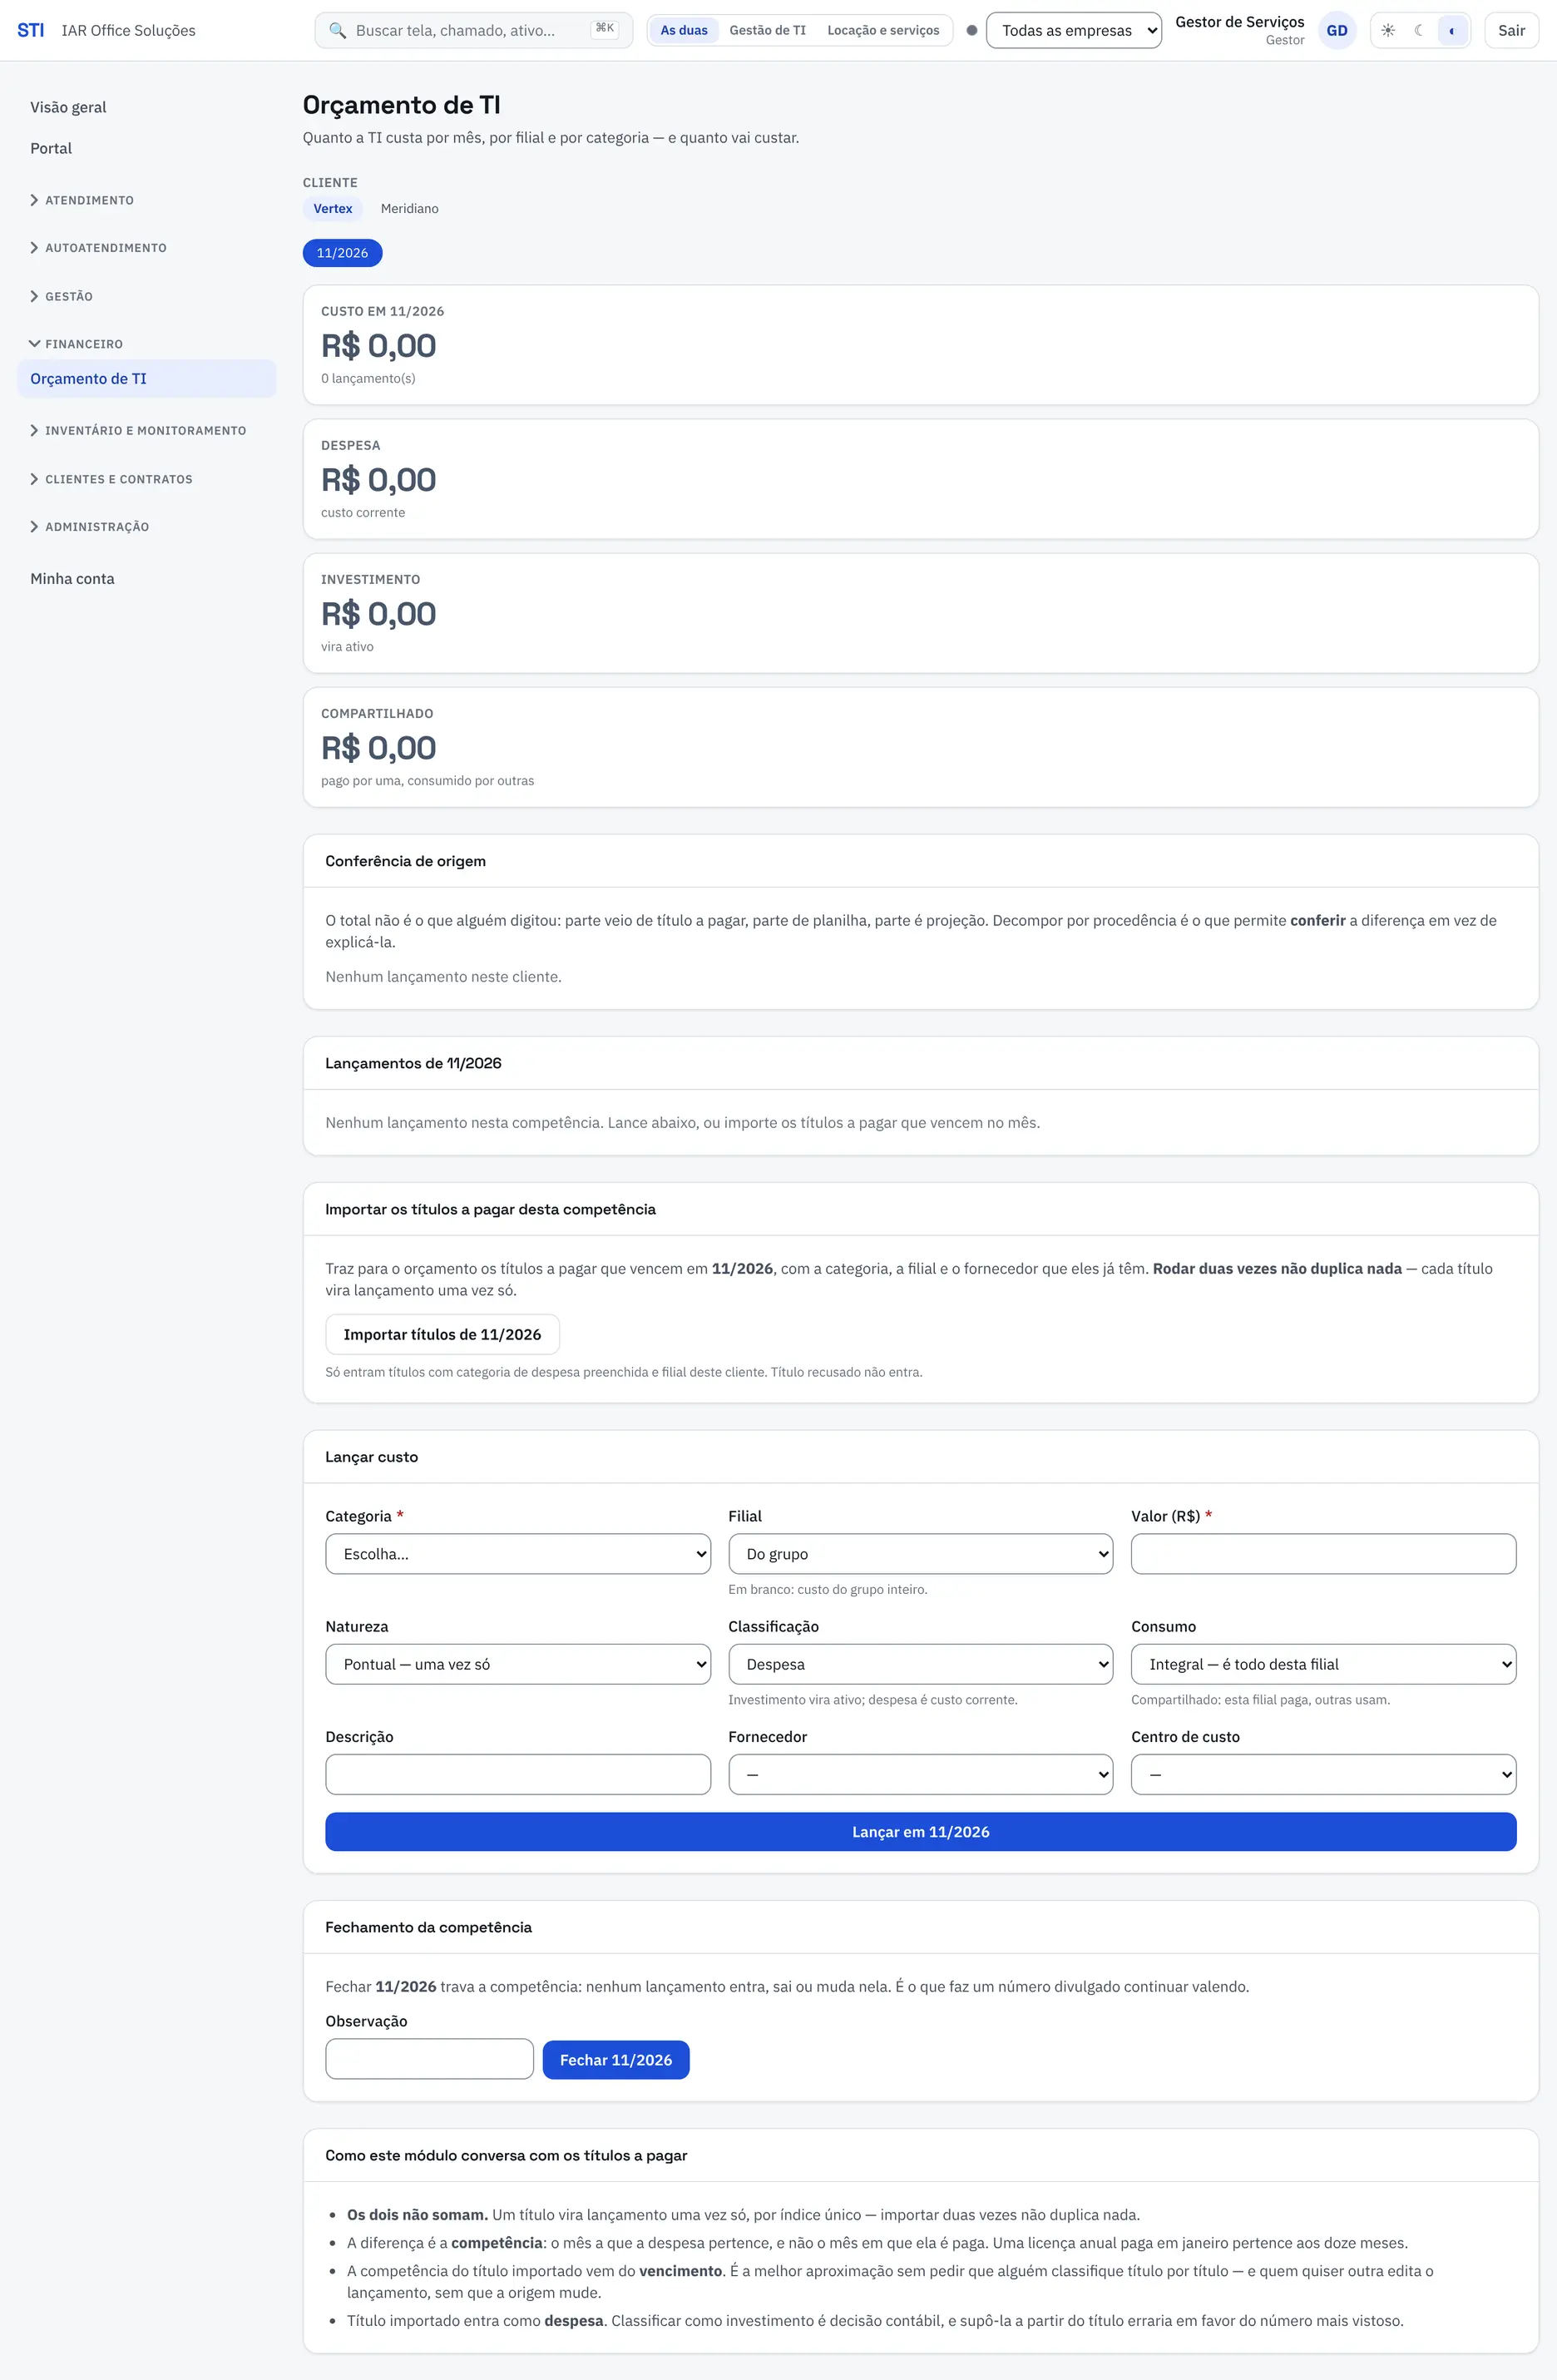 STI IAR Office Soluções
Buscar tela, chamado, ativo... ⌘K
As duas Gestão de TI Locação e serviços
Todas as empresas
Gestor de Serviços
Gestor
GD
Sair
Visão geral
Portal
ATENDIMENTO
AUTOATENDIMENTO
GESTÃO
FINANCEIRO
Orçamento de TI
INVENTÁRIO E MONITORAMENTO
CLIENTES E CONTRATOS
ADMINISTRAÇÃO
Minha conta
Orçamento de TI
Quanto a TI custa por mês, por filial e por categoria — e quanto vai custar.
CLIENTE
Vertex Meridiano
11/2026
CUSTO EM 11/2026
R$ 0,00
0 lançamento(s)
DESPESA
R$ 0,00
custo corrente
INVESTIMENTO
R$ 0,00
vira ativo
COMPARTILHADO
R$ 0,00
pago por uma, consumido por outras
Conferência de origem
O total não é o que alguém digitou: parte veio de título a pagar, parte de planilha, parte é projeção. Decompor por procedência é o que permite conferir a diferença em vez de
explicá-la.
Nenhum lançamento neste cliente.
Lançamentos de 11/2026
Nenhum lançamento nesta competência. Lance abaixo, ou importe os títulos a pagar que vencem no mês.
Importar os títulos a pagar desta competência
Traz para o orçamento os títulos a pagar que vencem em 11/2026, com a categoria, a filial e o fornecedor que eles já têm. Rodar duas vezes não duplica nada — cada título
vira lançamento uma vez só.
Importar títulos de 11/2026
Só entram títulos com categoria de despesa preenchida e filial deste cliente. Título recusado não entra.
Lançar custo
Categoria * Filial Valor (R$) *
Escolha... Do grupo
Em branco: custo do grupo inteiro.
Natureza Classificação Consumo
Pontual — uma vez só Despesa Integral — é todo desta filial
Investimento vira ativo; despesa é custo corrente. Compartilhado: esta filial paga, outras usam.
Descrição Fornecedor Centro de custo
— —
Lançar em 11/2026
Fechamento da competência
Fechar 11/2026 trava a competência: nenhum lançamento entra, sai ou muda nela. É o que faz um número divulgado continuar valendo.
Observação
Fechar 11/2026
Como este módulo conversa com os títulos a pagar
• Os dois não somam. Um título vira lançamento uma vez só, por índice único — importar duas vezes não duplica nada.
• A diferença é a competência: o mês a que a despesa pertence, e não o mês em que ela é paga. Uma licença anual paga em janeiro pertence aos doze meses.
• A competência do título importado vem do vencimento. É a melhor aproximação sem pedir que alguém classifique título por título — e quem quiser outra edita o
lançamento, sem que a origem mude.
• Título importado entra como despesa. Classificar como investimento é decisão contábil, e supô-la a partir do título erraria em favor do número mais vistoso.